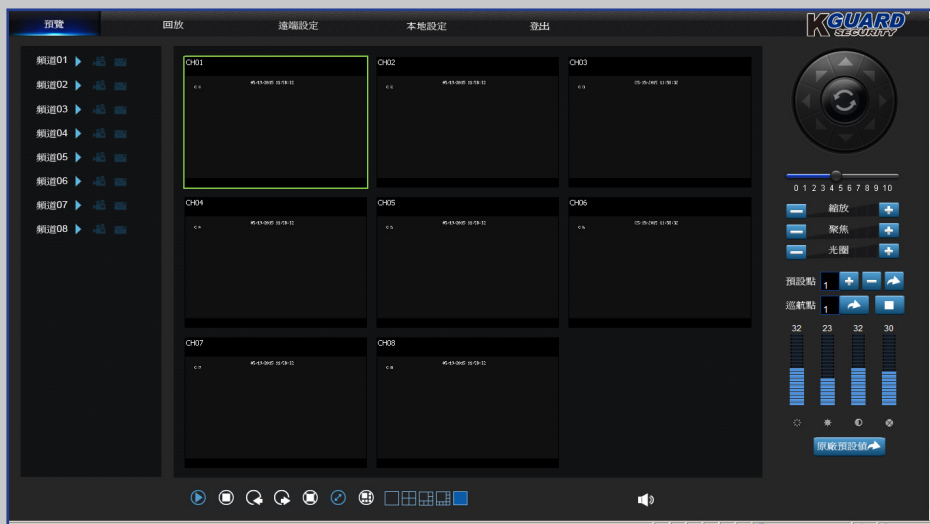 預覽
回放
遠端設定
本地設定
登出
KGUARD
SECURITY
頻道01
頻道02
頻道03
頻道04
頻道05
頻道06
頻道07
頻道08
CH01
CH02
CH03
CH04
CH05
CH06
CH07
CH08
0 1 2 3 4 5 6 7 8 9 10
縮放
聚焦
光圈
預設點 1
巡航點 1
32 23 32 30
原廠預設值